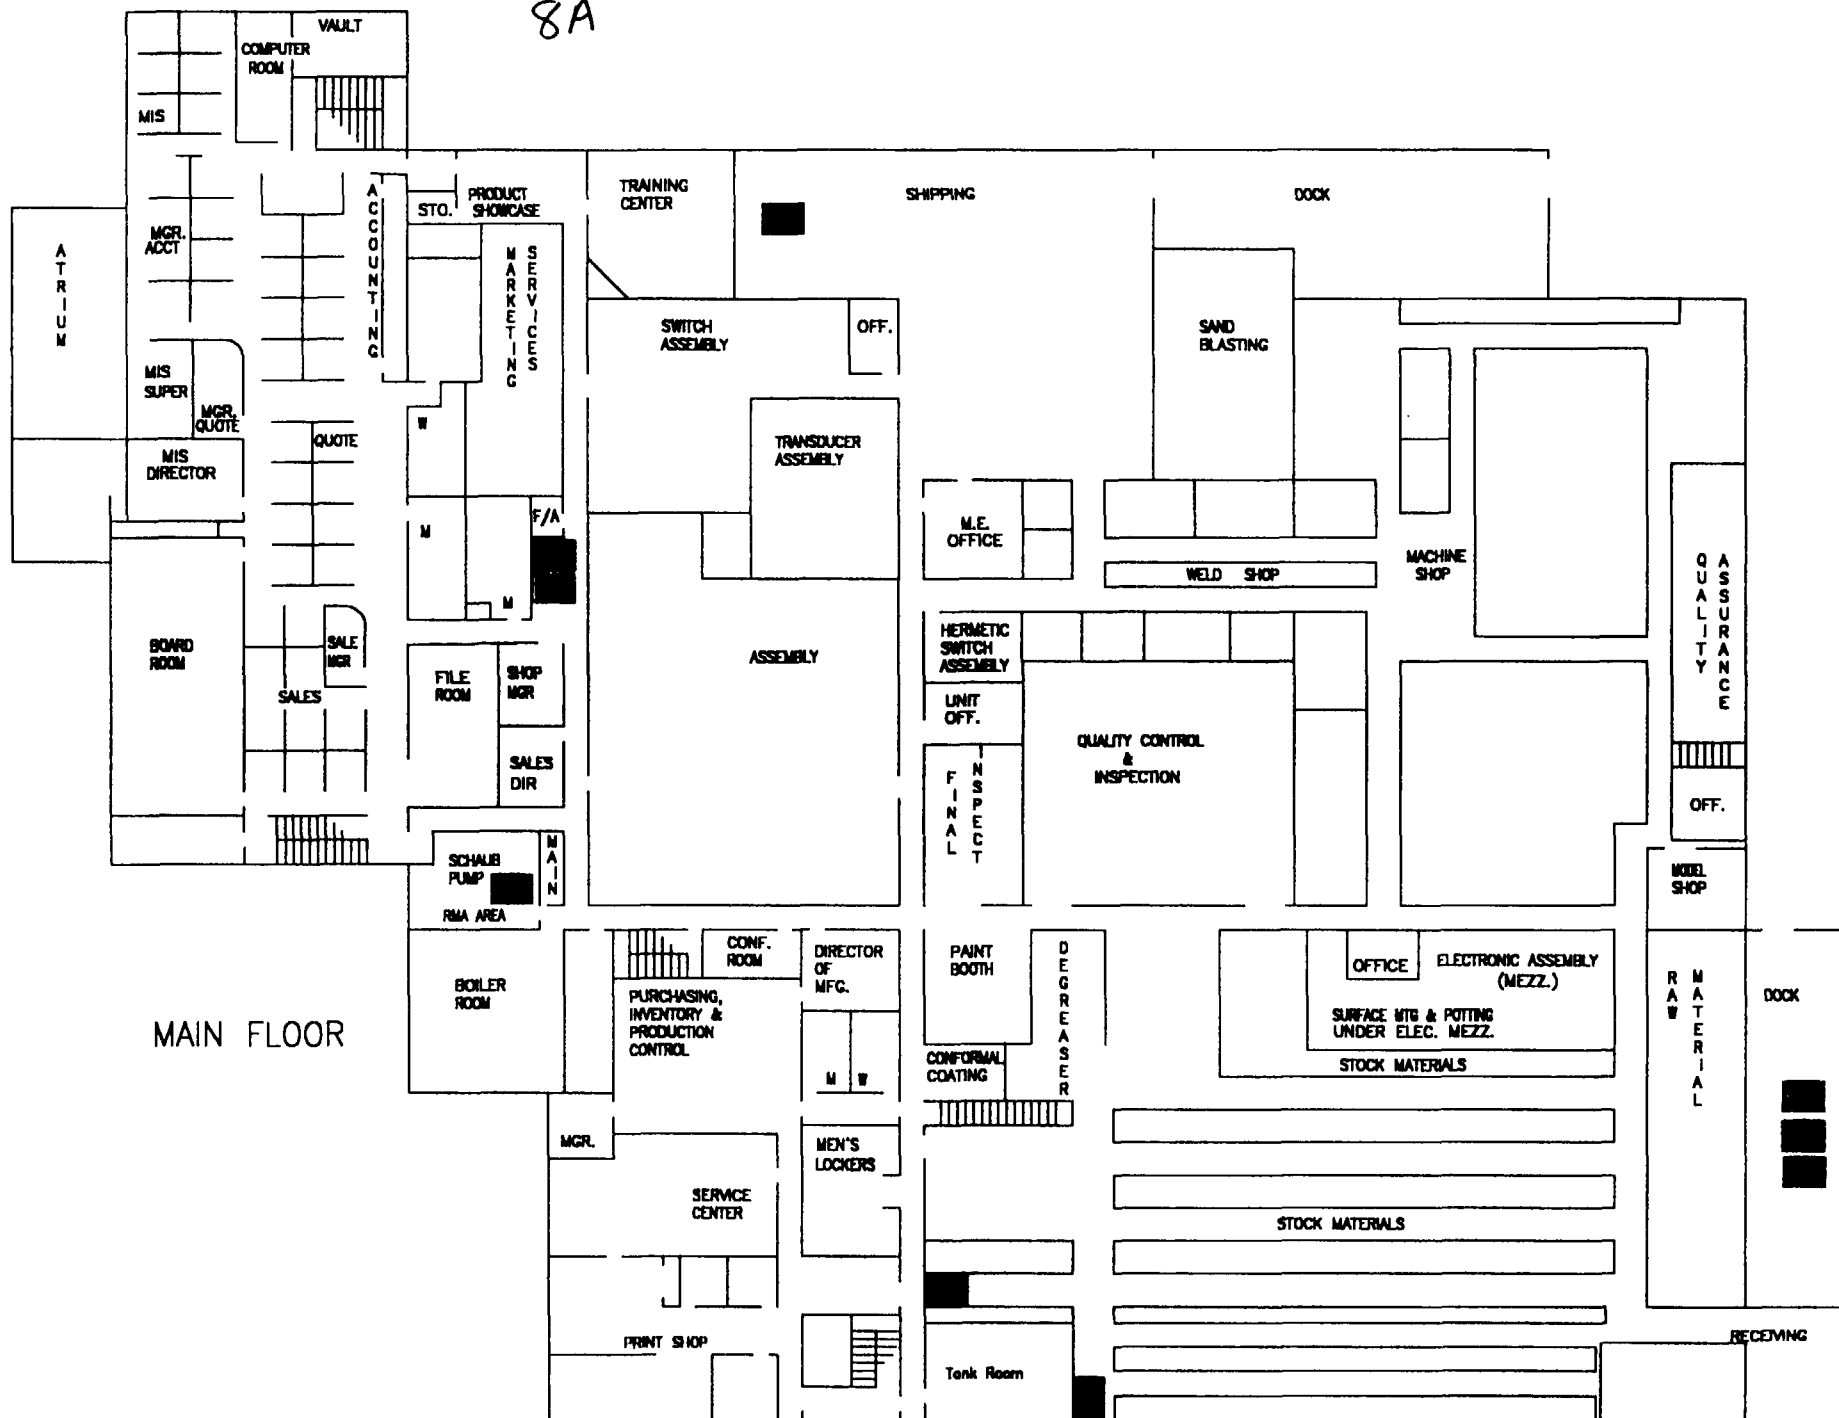 8A
VAULT
COMPUTER
ROOM
MIS
ACCOUNTING
STO.
PRODUCT
SHOWCASE
TRAINING
CENTER
SHIPPING
DOCK
ATRIUM
MGR.
ACCT
MARKETING
SERVICES
SWITCH
ASSEMBLY
OFF.
SAND
BLASTING
MIS
SUPER
MGR.
QUOTE
W
QUOTE
MIS
DIRECTOR
TRANSDUCER
ASSEMBLY
F/A
M
M.E.
OFFICE
WELD SHOP
MACHINE
SHOP
QUALITY
ASSURANCE
M
BOARD
ROOM
SALE
MGR
SALES
FILE
ROOM
SHOP
MGR
ASSEMBLY
HERMETIC
SWITCH
ASSEMBLY
UNIT
OFF.
QUALITY CONTROL
&
INSPECTION
SALES
DIR
FINAL
INSPECT
OFF.
MAIN
SCHAUB
PUMP
RMA AREA
MODEL
SHOP
CONF.
ROOM
DIRECTOR
OF
MFG.
PAINT
BOOTH
DEGREASER
OFFICE
ELECTRONIC ASSEMBLY
(MEZZ.)
RAW
MATERIAL
DOCK
BOILER
ROOM
PURCHASING,
INVENTORY &
PRODUCTION
CONTROL
SURFACE MTG & POTTING
UNDER ELEC. MEZZ.
MAIN FLOOR
CONFORMAL
COATING
STOCK MATERIALS
M
W
MGR.
MEN'S
LOCKERS
SERVICE
CENTER
STOCK MATERIALS
PRINT SHOP
RECEIVING
Tank Room